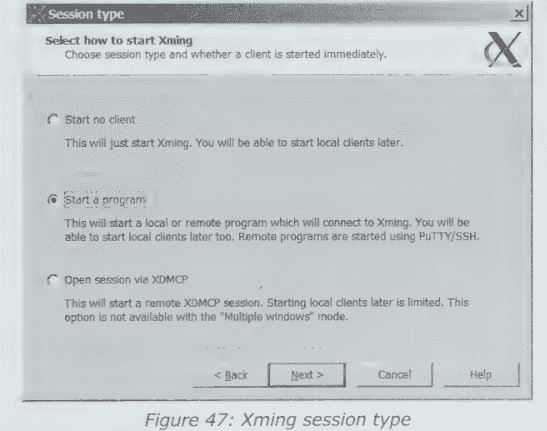 Session type
Select how to start Xming
Choose session type and whether a client is started immediately.
Start no client
This will just start Xming. You will be able to start local clients later.
Start a program
This will start a local or remote program which will connect to Xming. You will be
able to start local clients later too. Remote programs are started using PuTTY/SSH.
Open session via XDMCP
This will start a remote XDMCP session. Starting local clients later is limited. This
option is not available with the "Multiple windows" mode.
< Back Next > Cancel Help
Figure 47: Xming session type